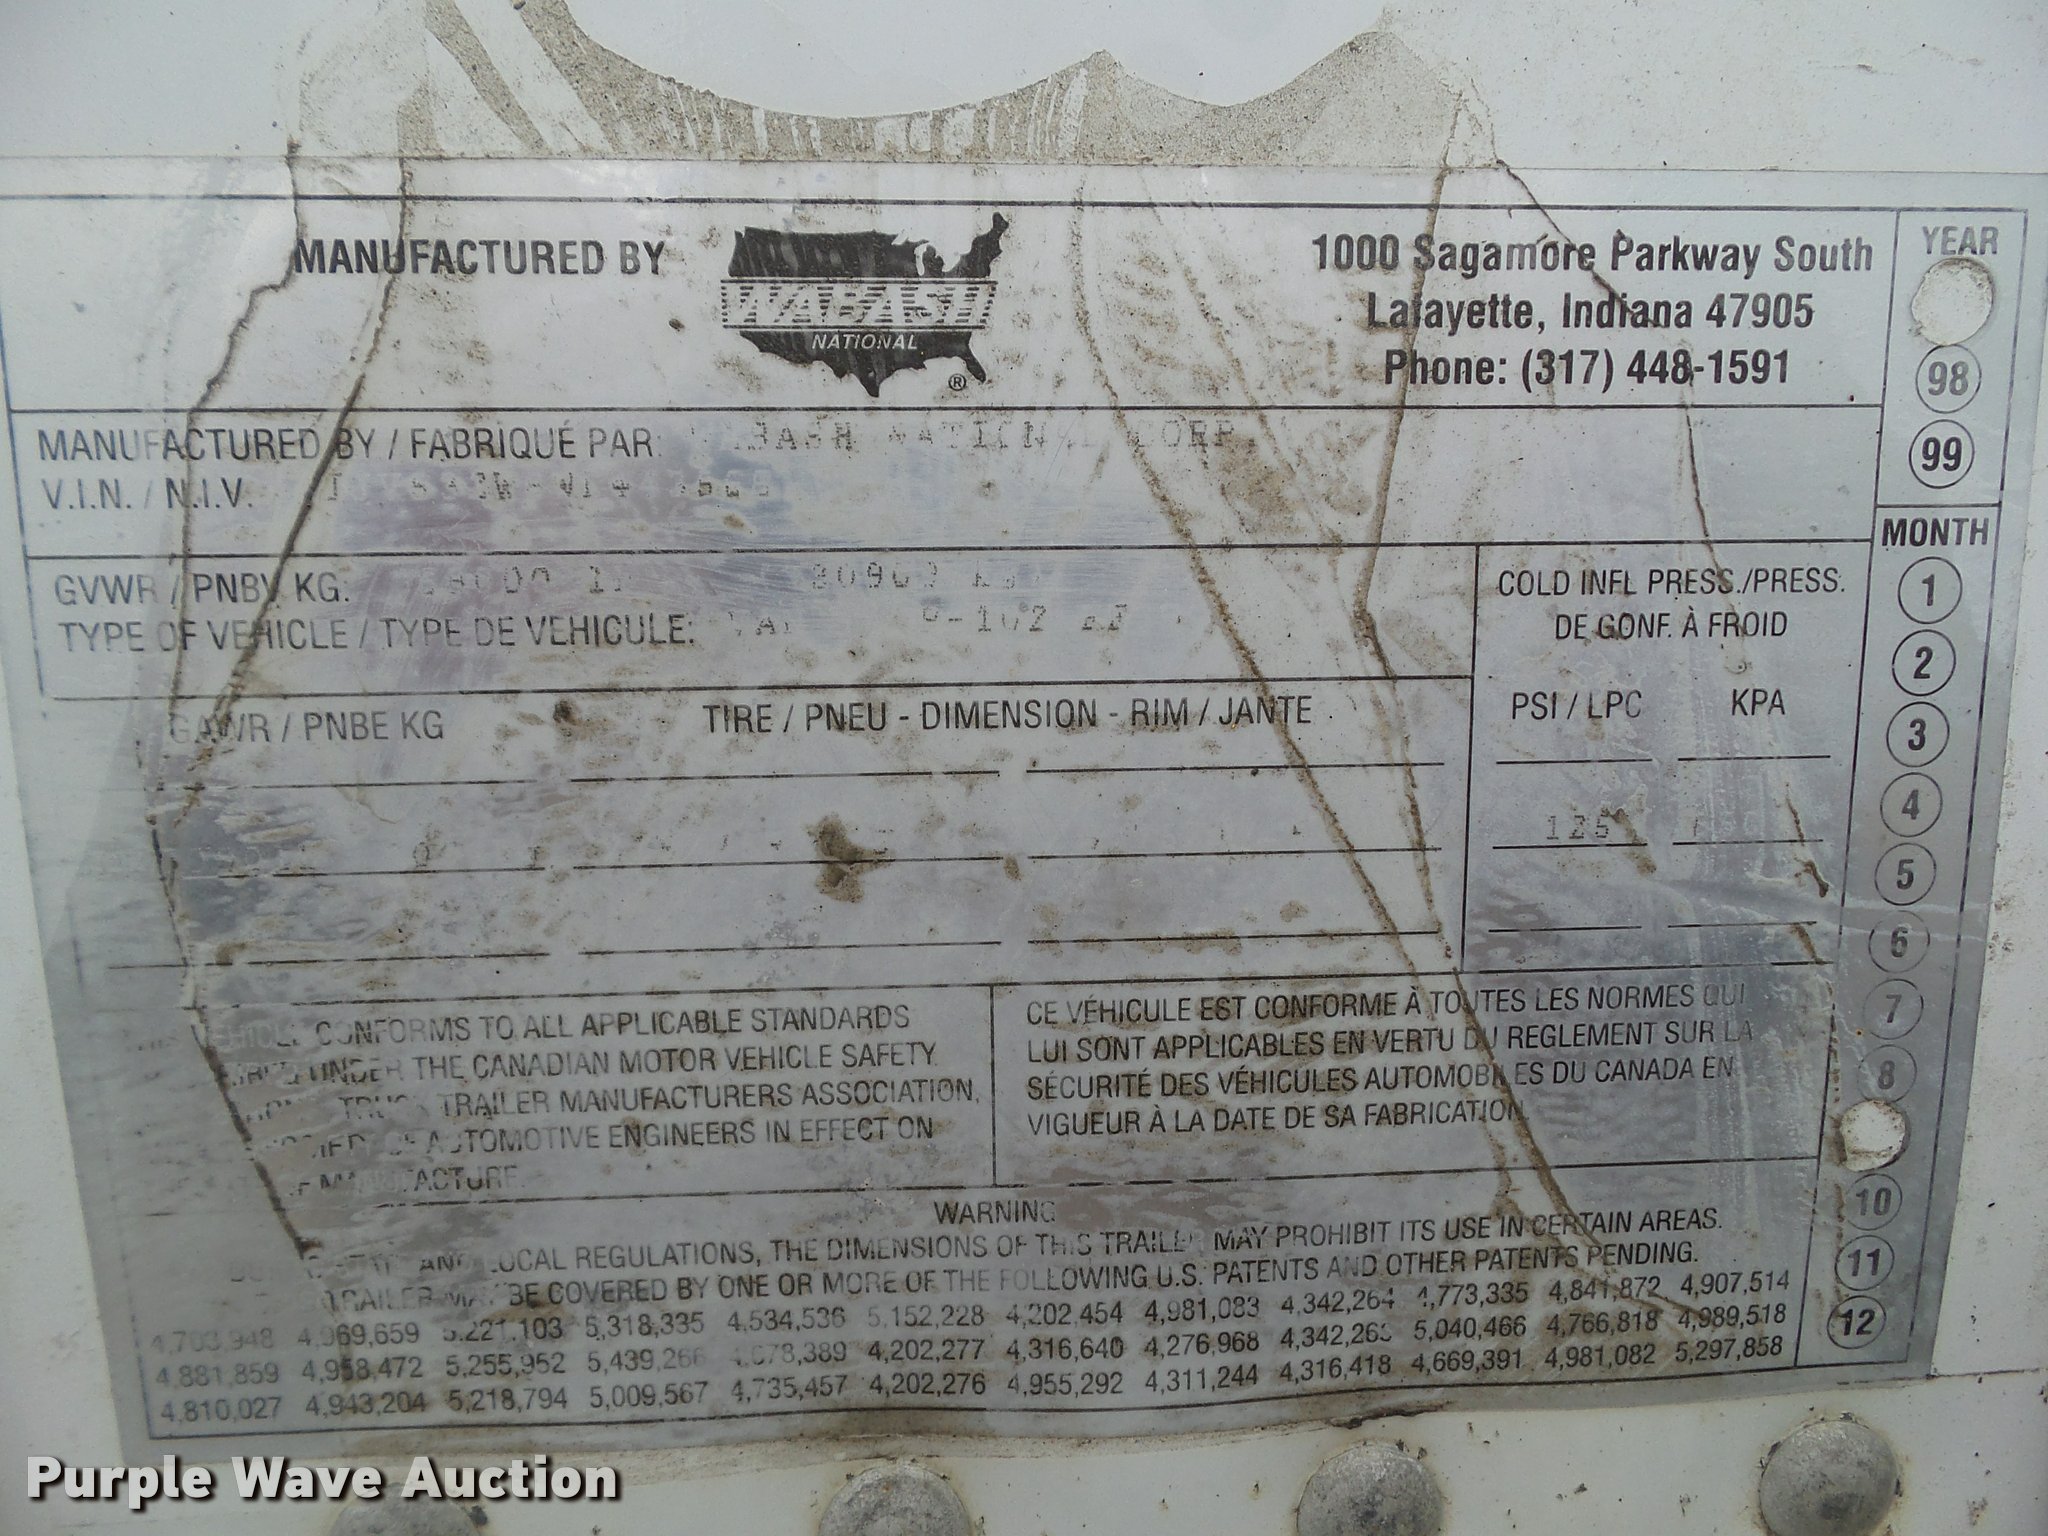 MANUFACTURED BY
WABASH
NATIONAL
®
1000 Sagamore Parkway South
Lafayette, Indiana 47905
Phone: (317) 448-1591
YEAR
98
99
MANUFACTURED BY / FABRIQUÉ PAR: CORP.
V.I.N. / N.I.V.
GVWR / PNBV KG:
TYPE OF VEHICLE / TYPE DE VEHICULE:
COLD INFL PRESS./PRESS.
DE GONF. À FROID
PSI / LPC KPA
GAWR / PNBE KG
TIRE / PNEU - DIMENSION - RIM / JANTE
MONTH
1
2
3
4
5
6
7
8
10
11
12
VEHICLE CONFORMS TO ALL APPLICABLE STANDARDS
UNDER THE CANADIAN MOTOR VEHICLE SAFETY
TRUCK TRAILER MANUFACTURERS ASSOCIATION,
OF AUTOMOTIVE ENGINEERS IN EFFECT ON
MANUFACTURE.
CE VÉHICULE EST CONFORME À TOUTES LES NORMES QUI
LUI SONT APPLICABLES EN VERTU DU REGLEMENT SUR LA
SÉCURITÉ DES VÉHICULES AUTOMOBILES DU CANADA EN
VIGUEUR À LA DATE DE SA FABRICATION.
WARNING
AND LOCAL REGULATIONS, THE DIMENSIONS OF THIS TRAILER MAY PROHIBIT ITS USE IN CERTAIN AREAS.
TRAILER MAY BE COVERED BY ONE OR MORE OF THE FOLLOWING U.S. PATENTS AND OTHER PATENTS PENDING.
4,703,948 4,969,659 5,221,103 5,318,335 4,534,536 5,152,228 4,202,454 4,981,083 4,342,264 4,773,335 4,841,872 4,907,514
4,881,859 4,958,472 5,255,952 4,202,277 4,316,640 4,276,968 5,040,466 4,766,818 4,989,518
4,810,027 4,943,204 5,218,794 5,009,567 4,735,457 4,202,276 4,955,292 4,311,244 4,316,418 4,669,391 4,981,082 5,297,858
Purple Wave Auction